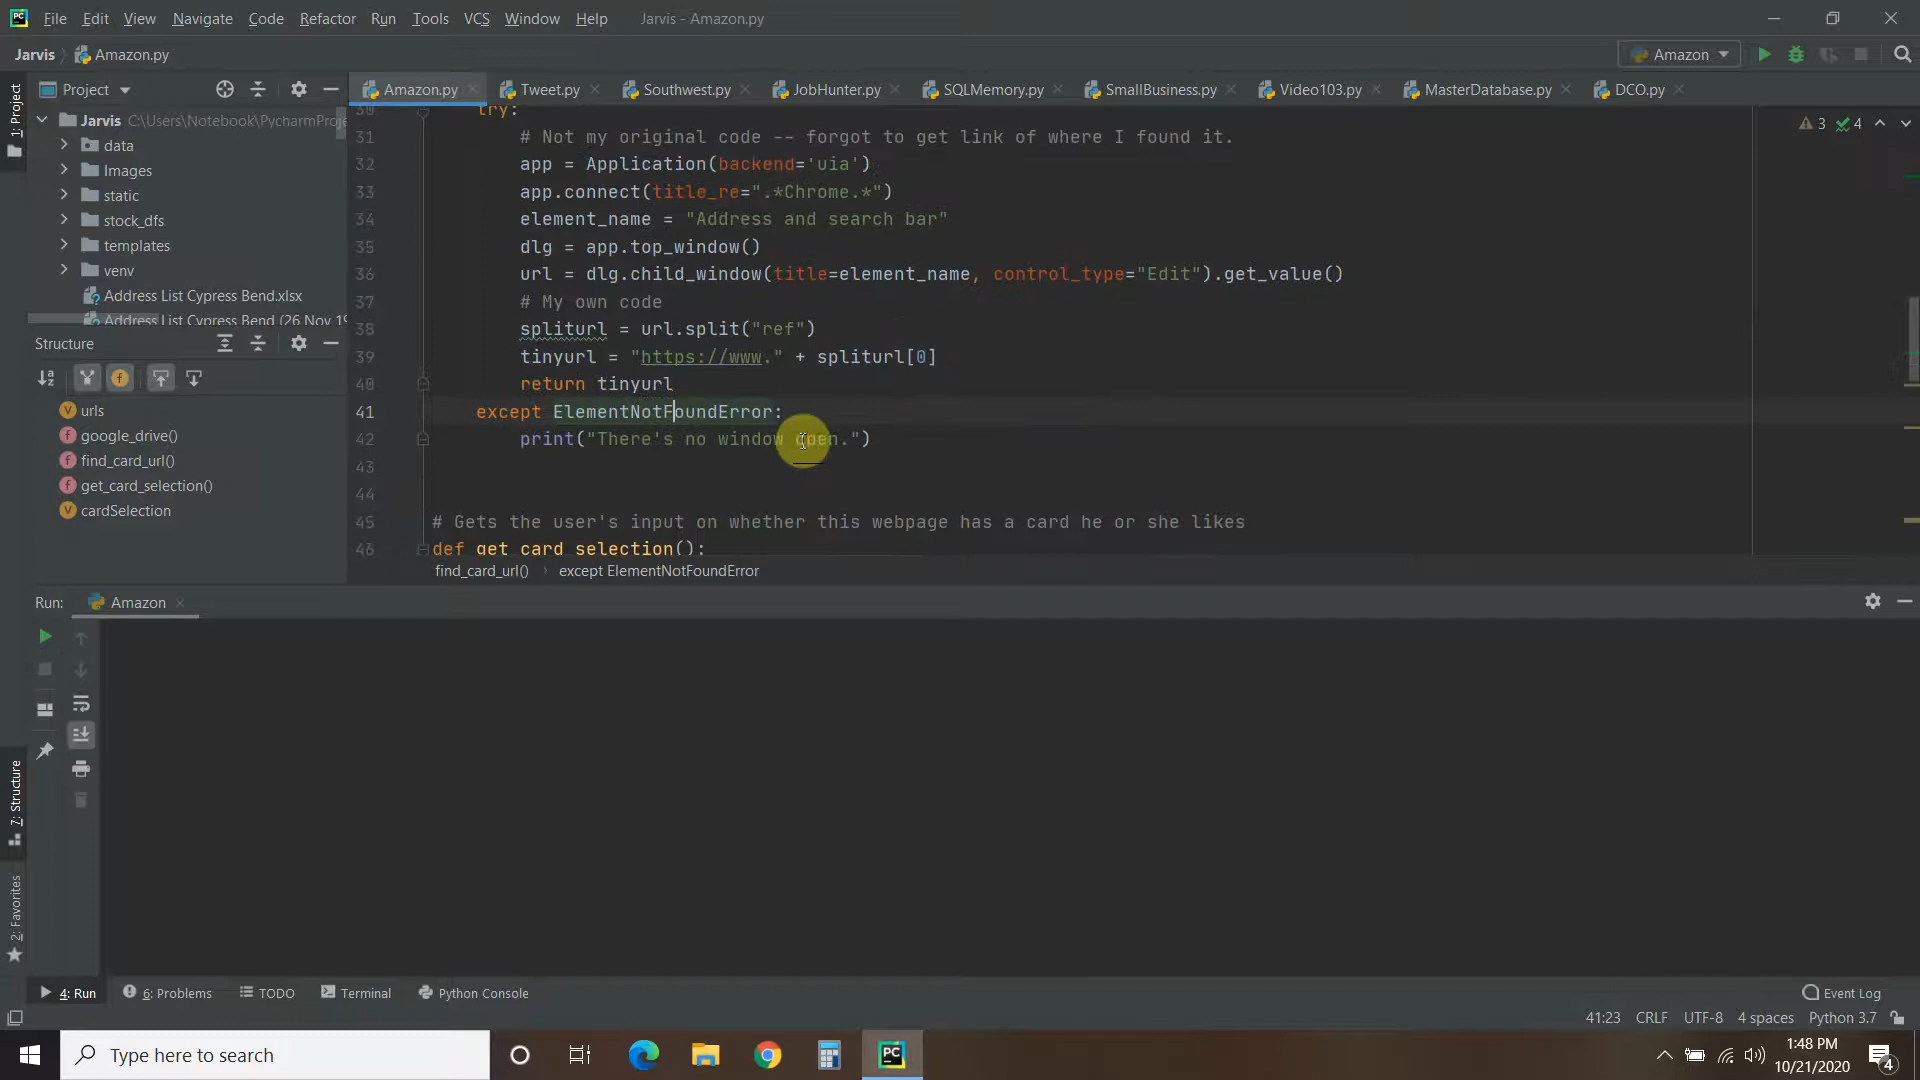 File Edit View Navigate Code Refactor Run Tools VCS Window Help Jarvis - Amazon.py
Jarvis Amazon.py Amazon
1: Project
Project
Amazon.py Tweet.py Southwest.py JobHunter.py SQLMemory.py SmallBusiness.py Video103.py MasterDatabase.py DCO.py
Jarvis C:\Users\Notebook\PycharmProje
data
Images
static
stock_dfs
templates
venv
Address List Cypress Bend.xlsx
Address List Cypress Bend (26 Nov 19
30 try:
31 # Not my original code -- forgot to get link of where I found it.
32 app = Application(backend='uia')
33 app.connect(title_re=".*Chrome.*")
34 element_name = "Address and search bar"
35 dlg = app.top_window()
36 url = dlg.child_window(title=element_name, control_type="Edit").get_value()
37 # My own code
38 spliturl = url.split("ref")
39 tinyurl = "https://www." + spliturl[0]
40 return tinyurl
41 except ElementNotFoundError:
42 print("There's no window open.")
43
44
45 # Gets the user's input on whether this webpage has a card he or she likes
46 def get_card_selection():
3 4
find_card_url() except ElementNotFoundError
Structure
urls
google_drive()
find_card_url()
get_card_selection()
cardSelection
Run: Amazon
7: Structure
2: Favorites
4: Run 6: Problems TODO Terminal Python Console Event Log
41:23 CRLF UTF-8 4 spaces Python 3.7
Type here to search
PC
1:48 PM
10/21/2020
4